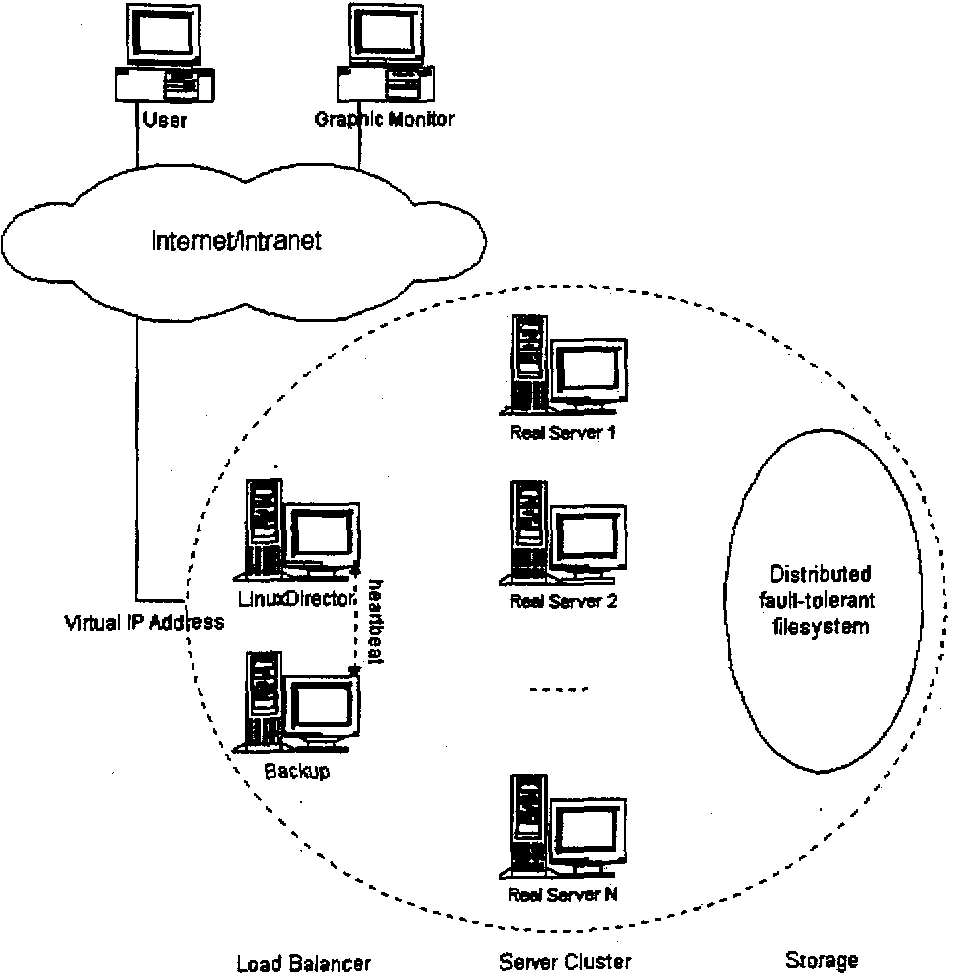 User
Graphic Monitor
Internet/Intranet
Real Server 1
LinuxDirector
Real Server 2
heartbeat
Distributed
fault-tolerant
filesystem
Virtual IP Address
Backup
Real Server N
Load Balancer
Server Cluster
Storage